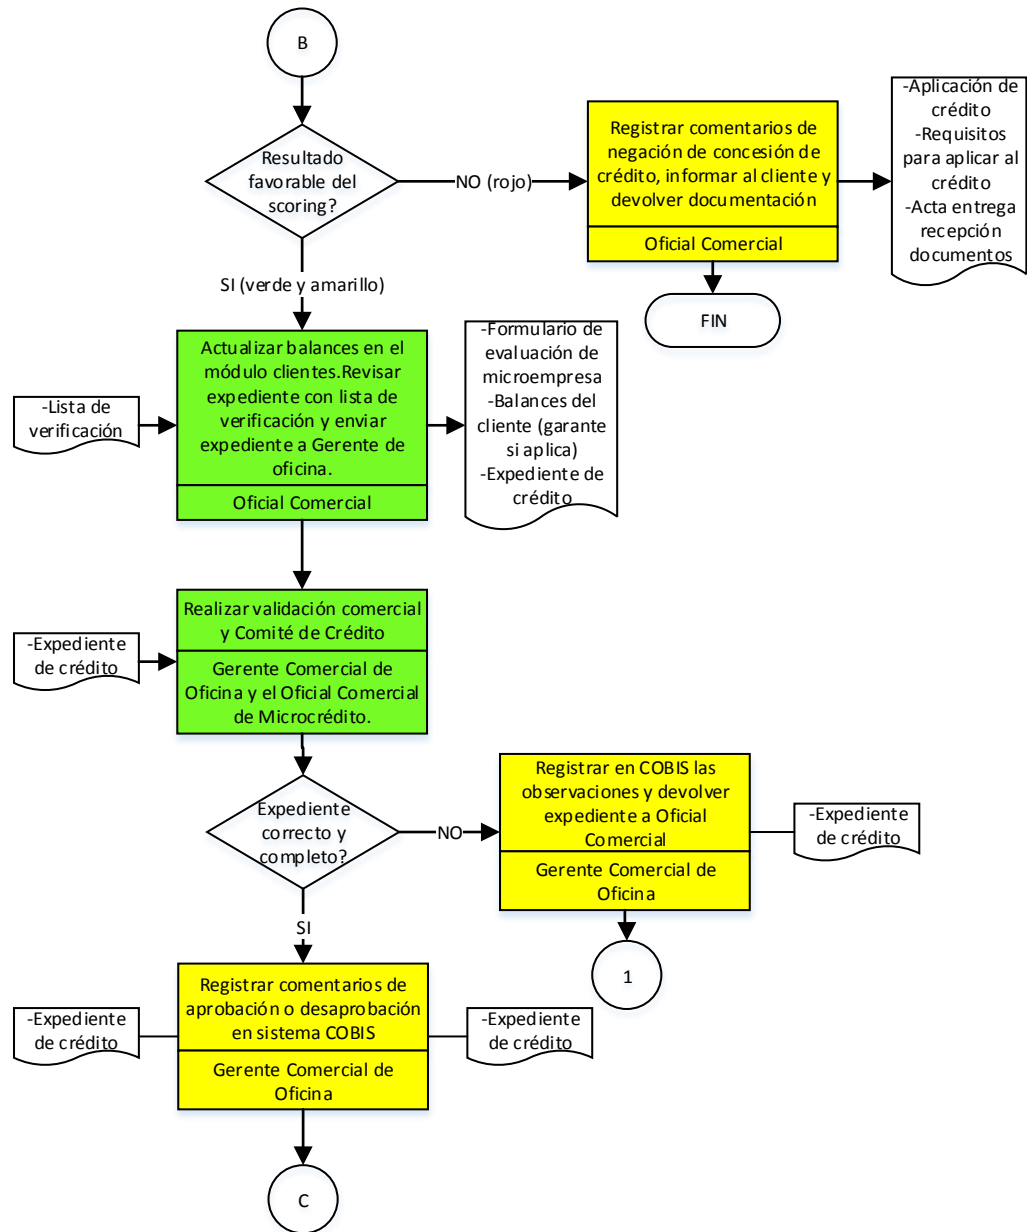 B
Resultado
favorable del
scoring?
NO (rojo)
Registrar comentarios de
negación de concesión de
crédito, informar al cliente y
devolver documentación
Oficial Comercial
-Aplicación de
crédito
-Requisitos
para aplicar al
crédito
-Acta entrega
recepción
documentos
FIN
SI (verde y amarillo)
-Lista de
verificación
Actualizar balances en el
módulo clientes.Revisar
expediente con lista de
verificación y enviar
expediente a Gerente de
oficina.
Oficial Comercial
-Formulario de
evaluación de
microempresa
-Balances del
cliente (garante
si aplica)
-Expediente de
crédito
-Expediente
de crédito
Realizar validación comercial
y Comité de Crédito
Gerente Comercial de
Oficina y el Oficial Comercial
de Microcrédito.
Expediente
correcto y
completo?
NO
Registrar en COBIS las
observaciones y devolver
expediente a Oficial
Comercial
Gerente Comercial de
Oficina
-Expediente
de crédito
1
SI
-Expediente
de crédito
Registrar comentarios de
aprobación o desaprobación
en sistema COBIS
Gerente Comercial de
Oficina
-Expediente
de crédito
C